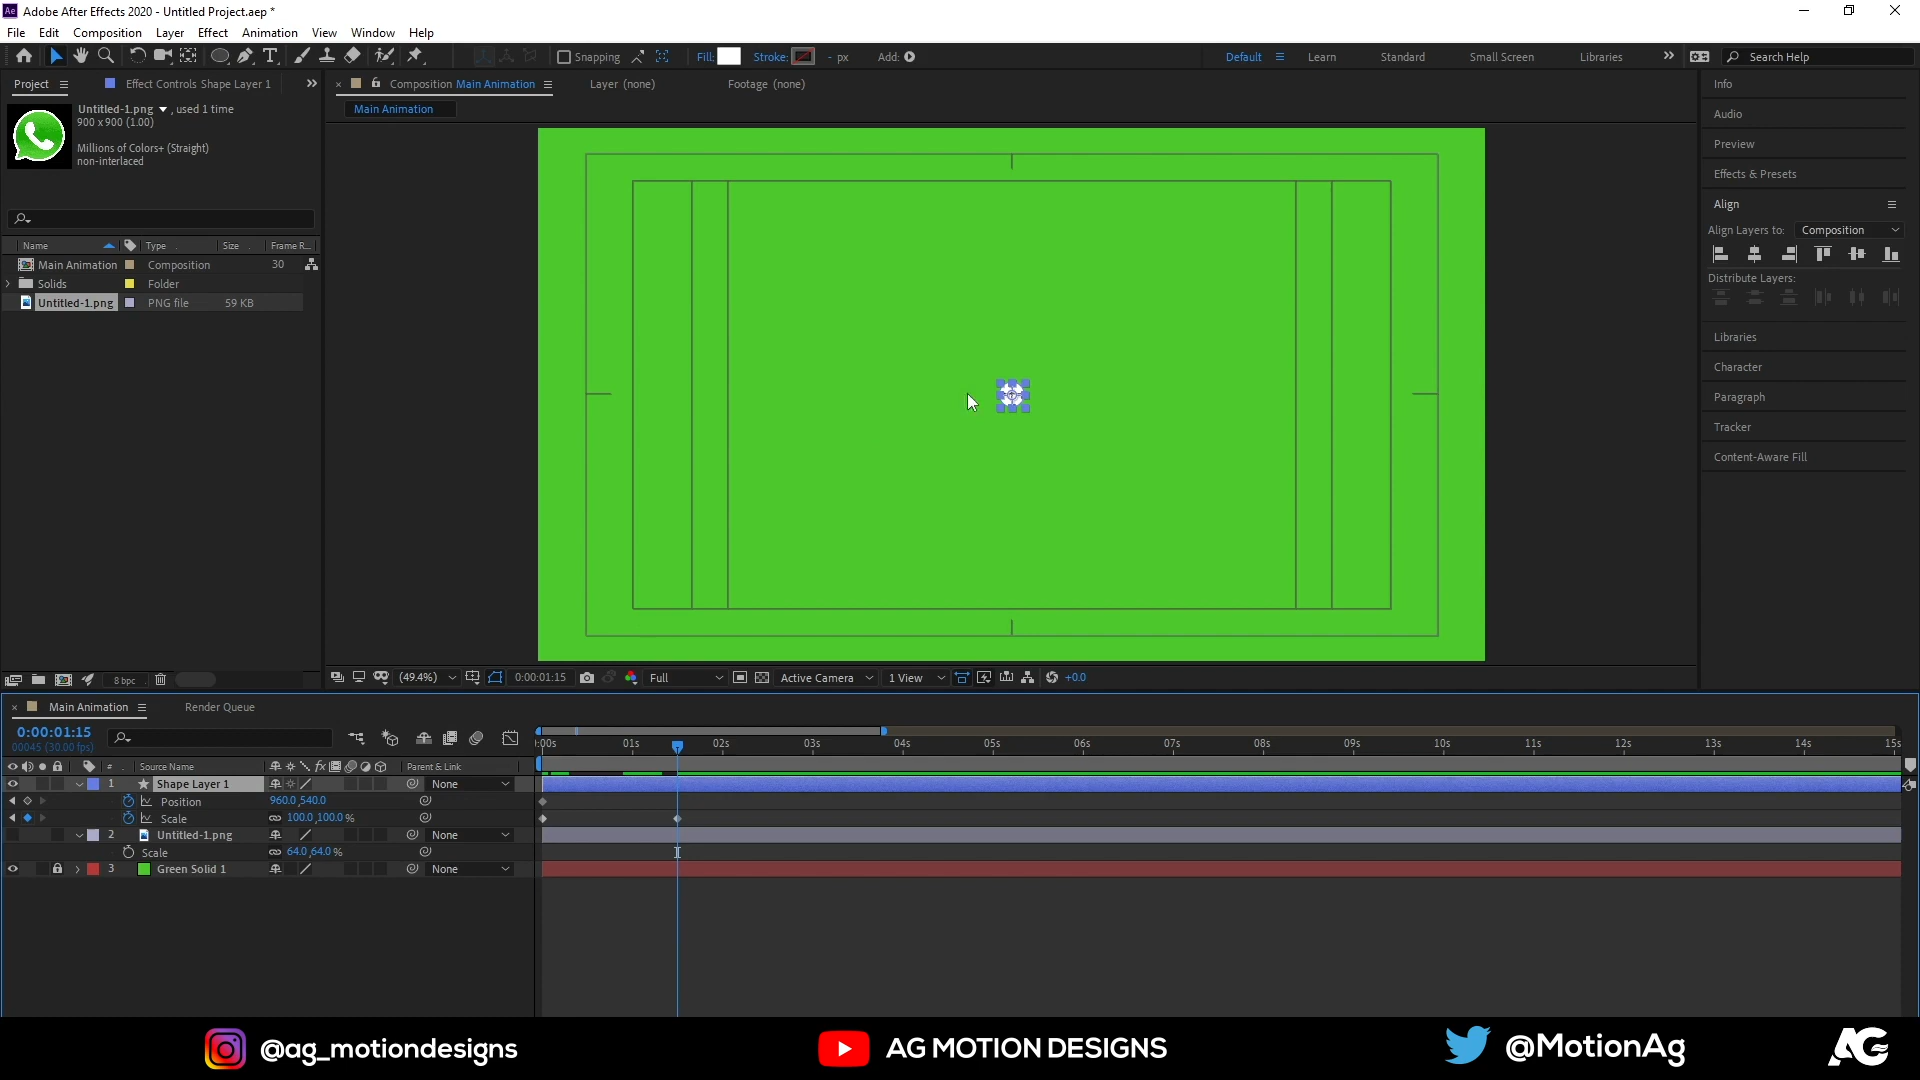 Ae Adobe After Effects 2020 - Untitled Project.aep *
File Edit Composition Layer Effect Animation View Window Help
Snapping Fill: Stroke: - px Add: Default Learn Standard Small Screen Libraries Search Help
Project Effect Controls Shape Layer 1 Composition Main Animation Layer (none) Footage (none) Info
Main Animation
Untitled-1.png , used 1 time
900 x 900 (1.00)
Millions of Colors+ (Straight)
non-interlaced
Name Type Size Frame R...
Main Animation Composition 30
Solids Folder
Untitled-1.png PNG file 59 KB
Audio
Preview
Effects & Presets
Align
Align Layers to: Composition
Distribute Layers:
Libraries
Character
Paragraph
Tracker
Content-Aware Fill
8 bpc (49.4%) 0:00:01:15 Full Active Camera 1 View +0.0
Main Animation Render Queue
0:00:01:15
00045 (30.00 fps)
:00s 01s 02s 03s 04s 05s 06s 07s 08s 09s 10s 11s 12s 13s 14s 15s
# Source Name fx Parent & Link
1 Shape Layer 1 None
Position 960.0,540.0
Scale 100.0,100.0%
2 Untitled-1.png None
Scale 64.0,64.0%
3 Green Solid 1 None
@ag_motiondesigns AG MOTION DESIGNS @MotionAg AG